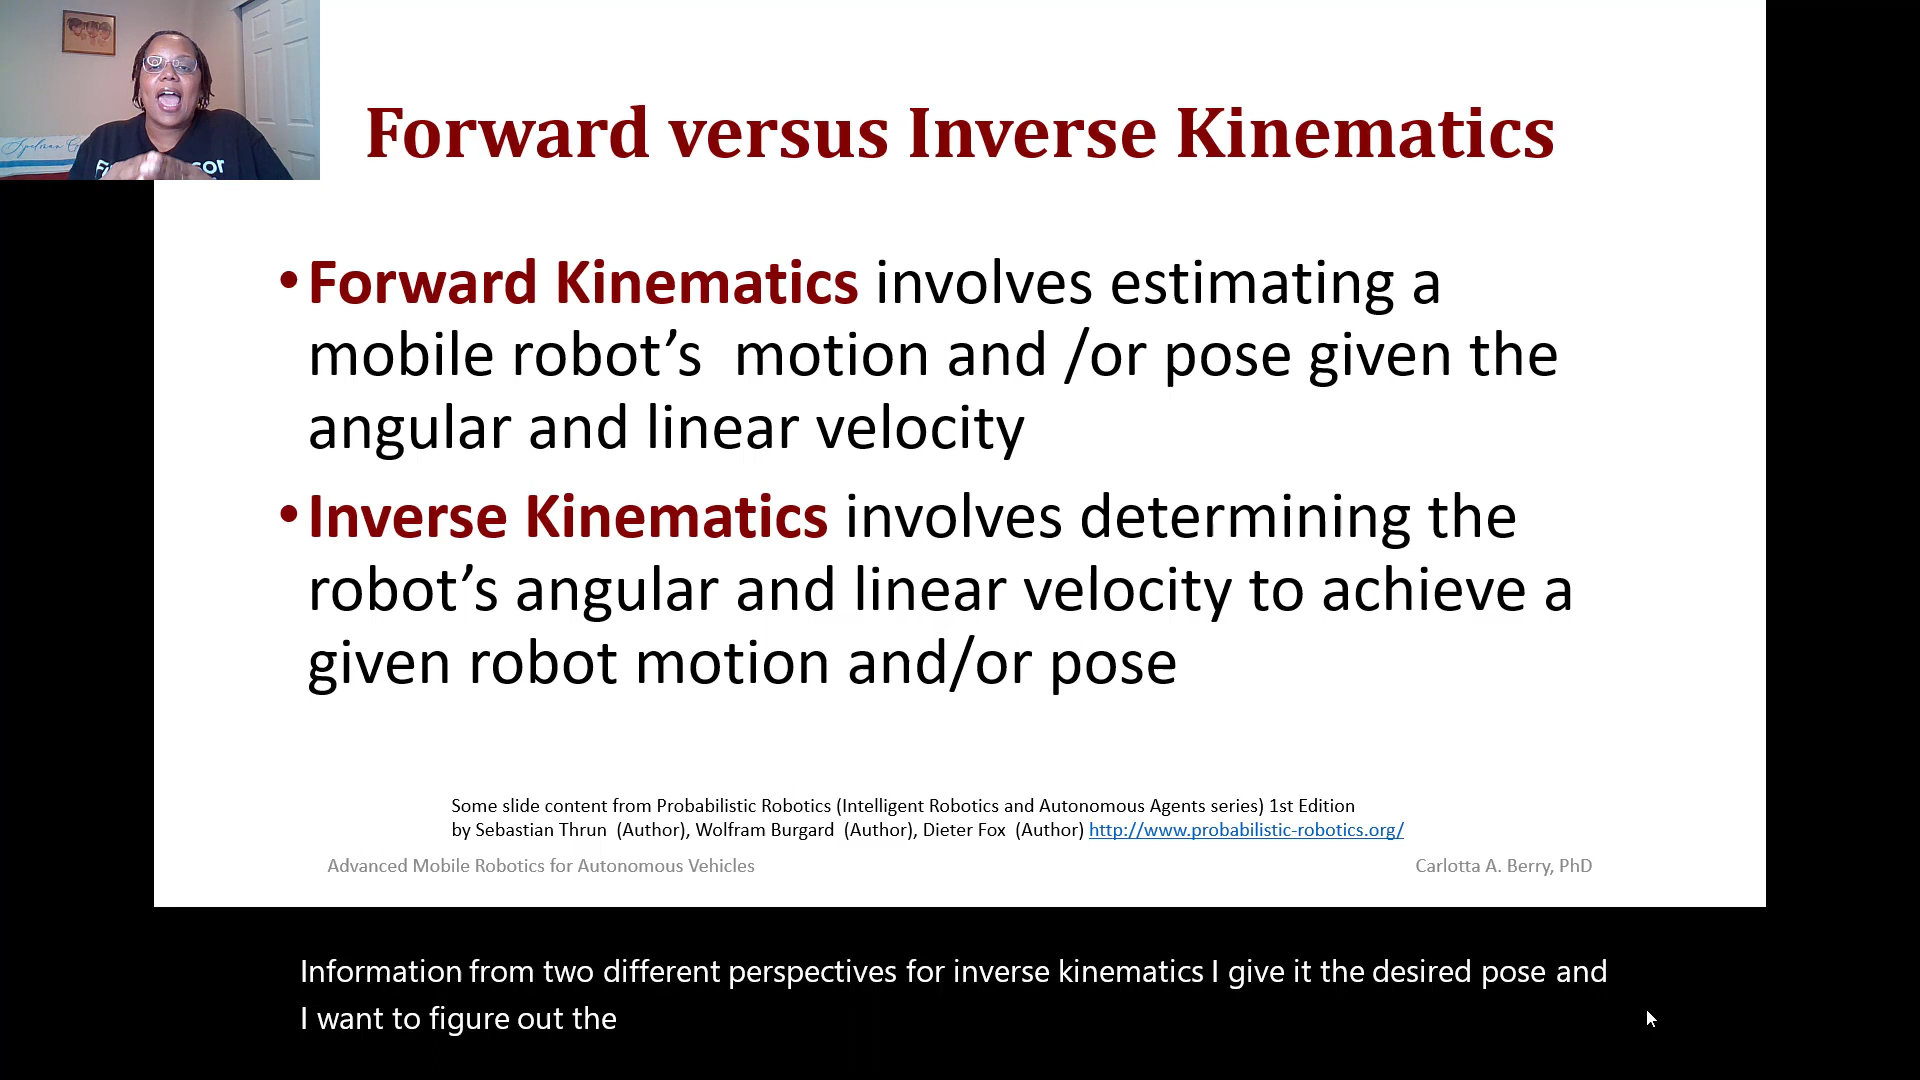 Forward versus Inverse Kinematics
•Forward Kinematics involves estimating a
mobile robot’s  motion and /or pose given the
angular and linear velocity
•Inverse Kinematics involves determining the
robot’s angular and linear velocity to achieve a
given robot motion and/or pose
Some slide content from Probabilistic Robotics (Intelligent Robotics and Autonomous Agents series) 1st Edition
by Sebastian Thrun  (Author), Wolfram Burgard  (Author), Dieter Fox  (Author) http://www.probabilistic-robotics.org/
Advanced Mobile Robotics for Autonomous Vehicles
Carlotta A. Berry, PhD
Information from two different perspectives for inverse kinematics I give it the desired pose and
I want to figure out the